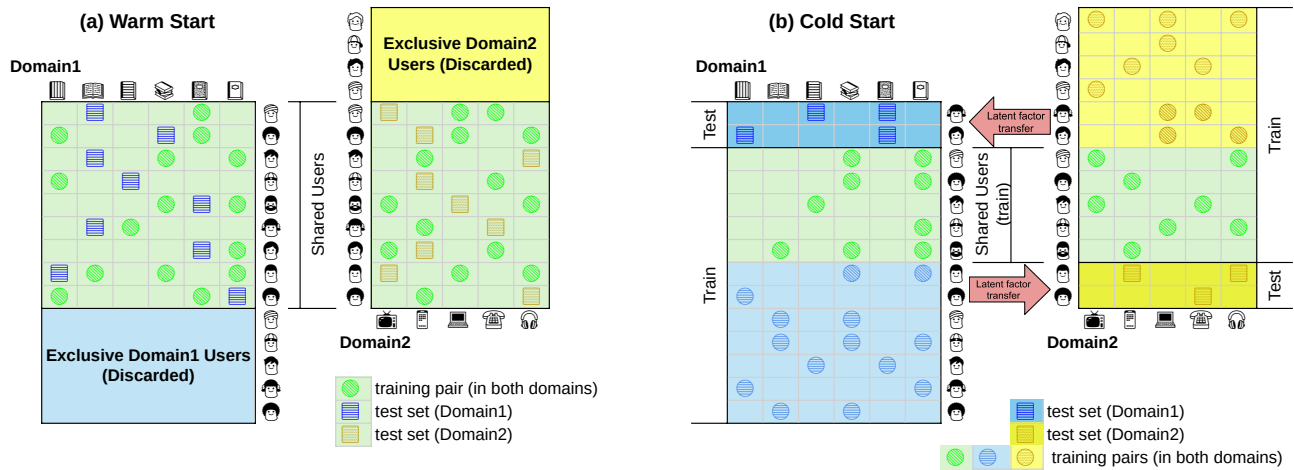 (a) Warm Start
Domain1
Exclusive Domain2
Users (Discarded)
Shared Users
Exclusive Domain1 Users
(Discarded)
Domain2
training pair (in both domains)
test set (Domain1)
test set (Domain2)
(b) Cold Start
Domain1
Test
Train
Latent factor
transfer
Shared Users
(train)
Latent factor
transfer
Train
Test
Domain2
test set (Domain1)
test set (Domain2)
training pairs (in both domains)